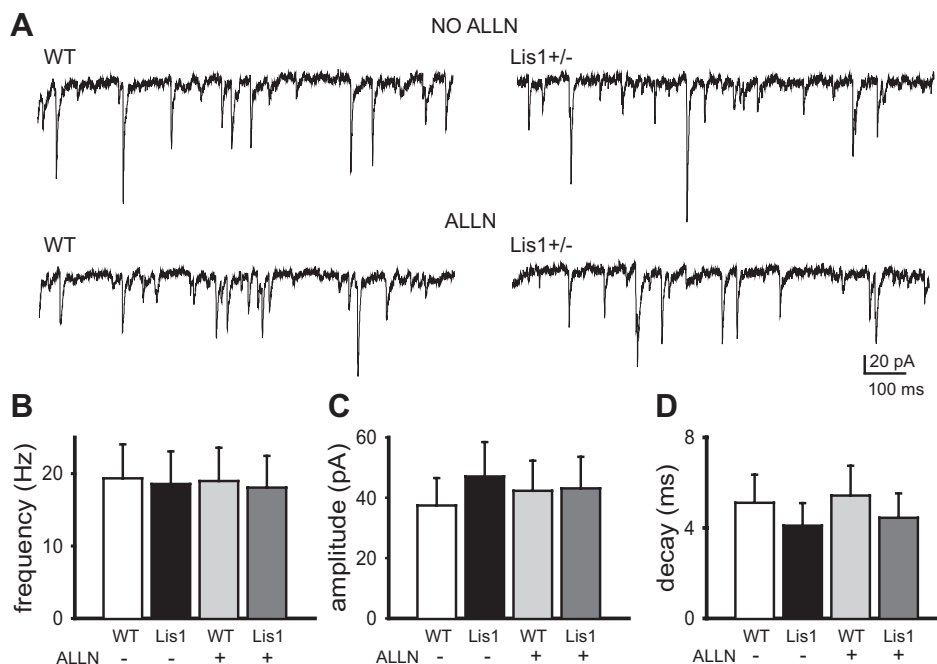 A
NO ALLN
WT Lis1+/-
ALLN
WT Lis1+/-
20 pA
100 ms
B C D
frequency (Hz)
20
10
0
WT Lis1 WT Lis1
ALLN - - + +
amplitude (pA)
60
40
20
0
WT Lis1 WT Lis1
- - + +
decay (ms)
8
4
0
WT Lis1 WT Lis1
- - + +